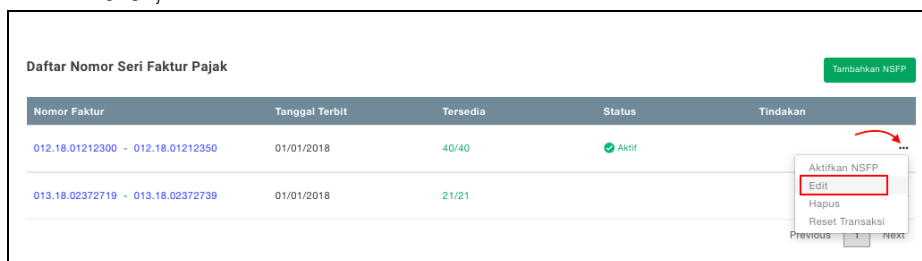 Daftar Nomor Seri Faktur Pajak
Tambahkan NSFP
Nomor Faktur Tanggal Terbit Tersedia Status Tindakan
012.18.01212300 - 012.18.01212350 01/01/2018 40/40 Aktif ...
Aktifkan NSFP
Edit
013.18.02372719 - 013.18.02372739 01/01/2018 21/21
Hapus
Reset Transaksi
Previous 1 Next